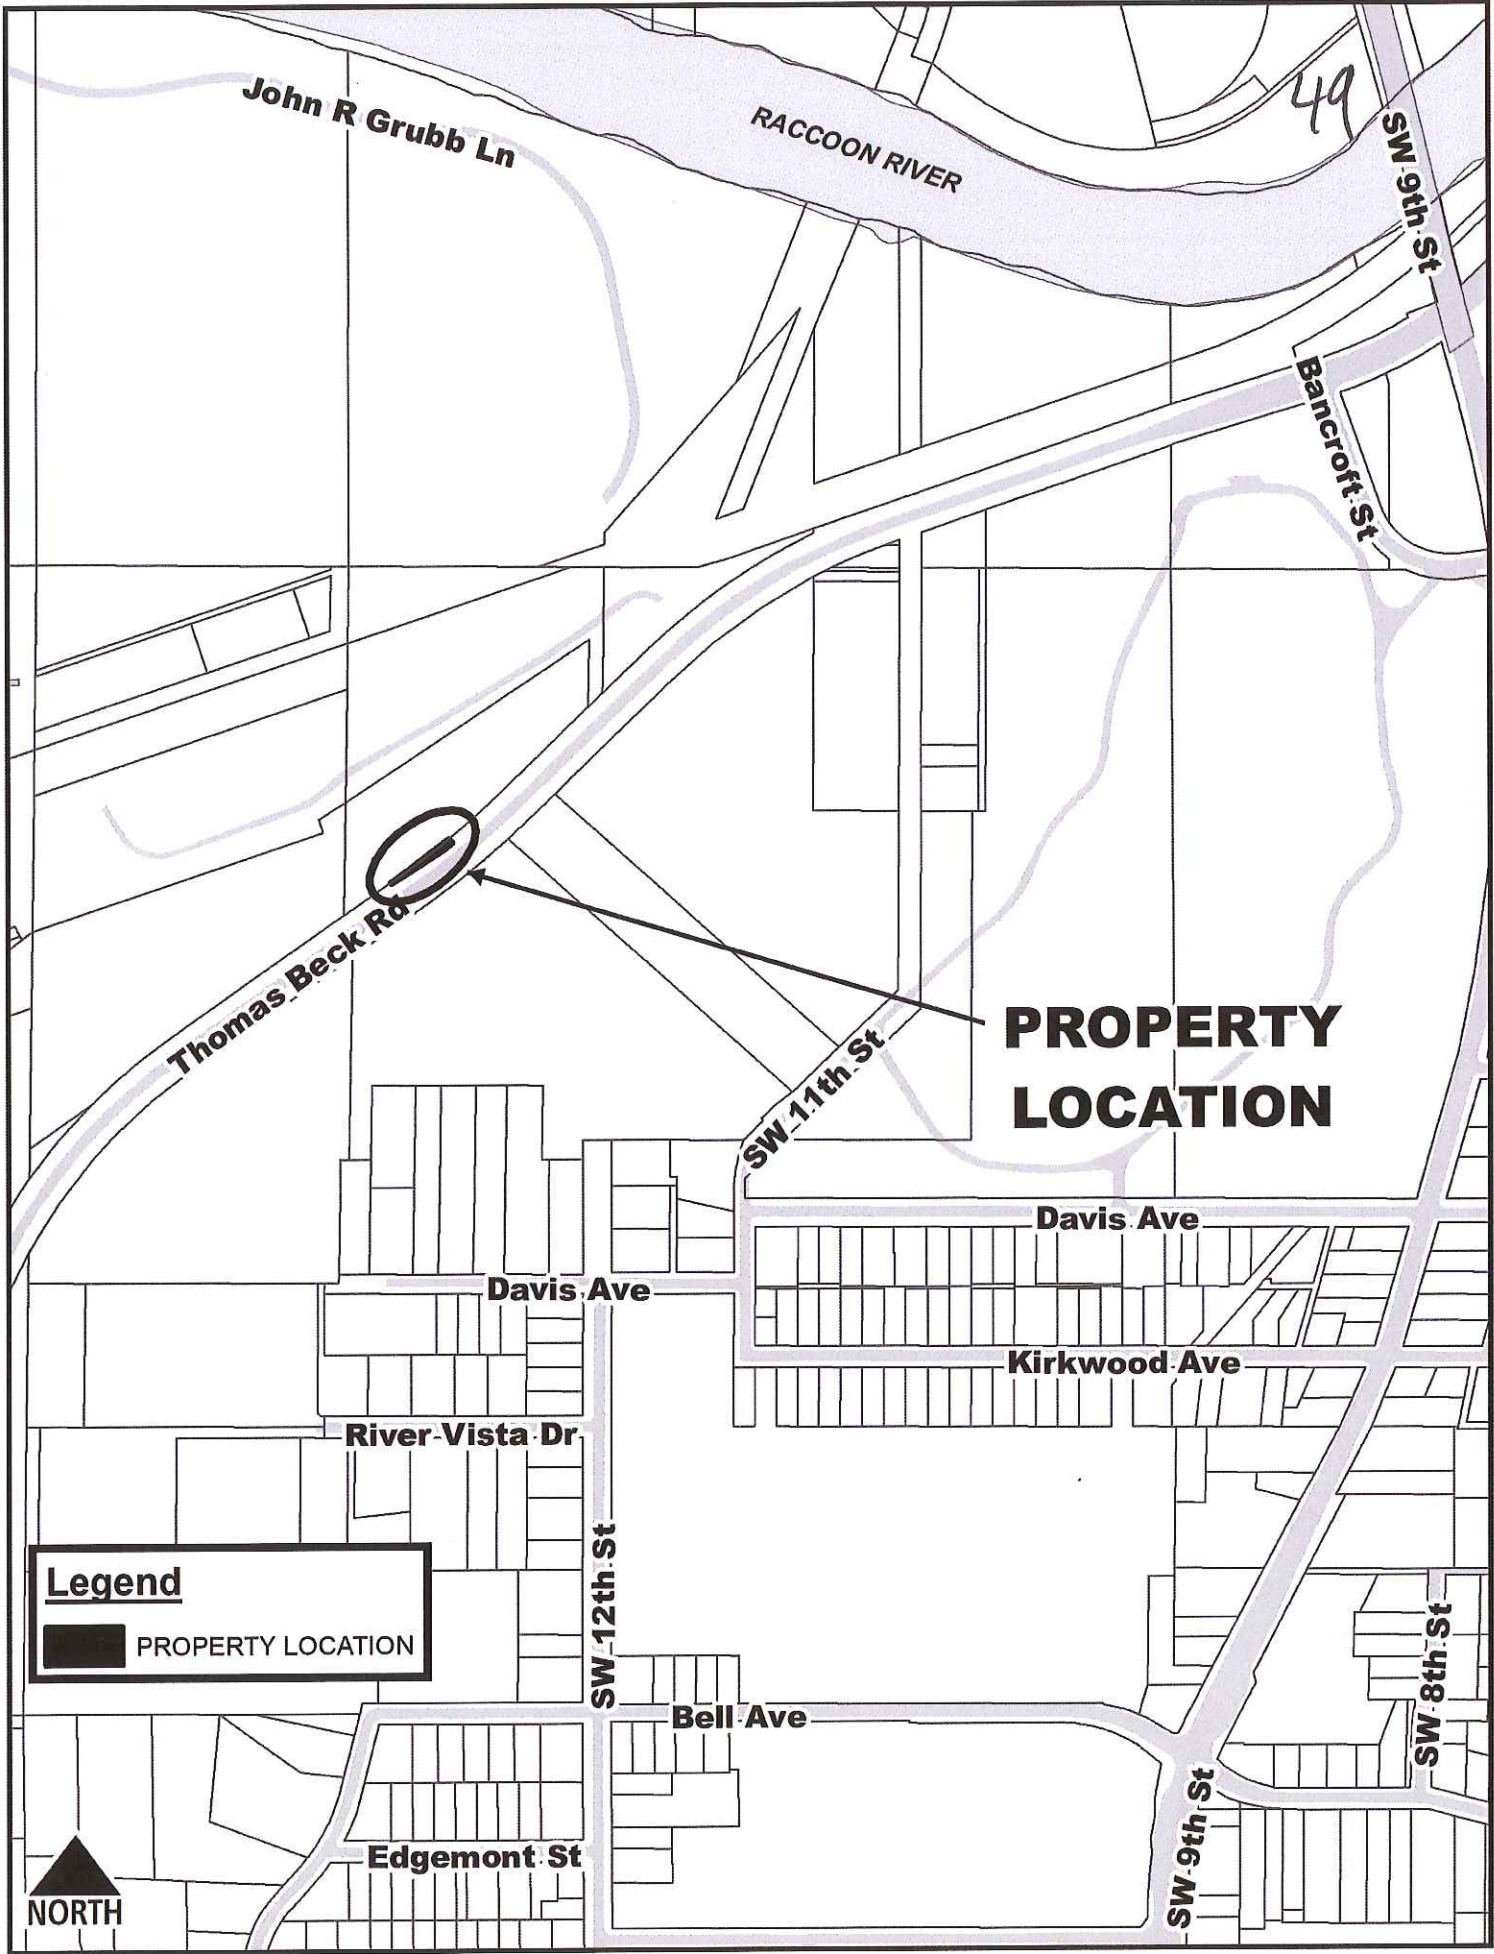 49
John R Grubb Ln
RACCOON RIVER
SW 9th St
Bancroft St
Thomas Beck Rd
PROPERTY
LOCATION
SW 11th St
Davis Ave
Davis Ave
Kirkwood Ave
River Vista Dr
Legend
PROPERTY LOCATION
SW 12th St
SW 8th St
Bell Ave
SW 9th St
Edgemont St
NORTH